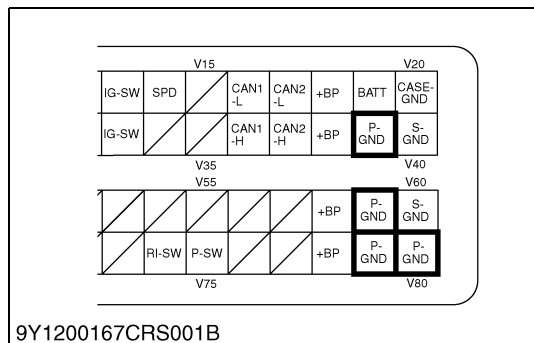 V15 V20
IG-SW SPD CAN1 -L CAN2 -L +BP BATT CASE- GND
IG-SW CAN1 -H CAN2 -H +BP P- GND S- GND
V35 V40
V55 V60
+BP P- GND S- GND
RI-SW P-SW +BP P- GND P- GND
V75 V80
9Y1200167CRS001B